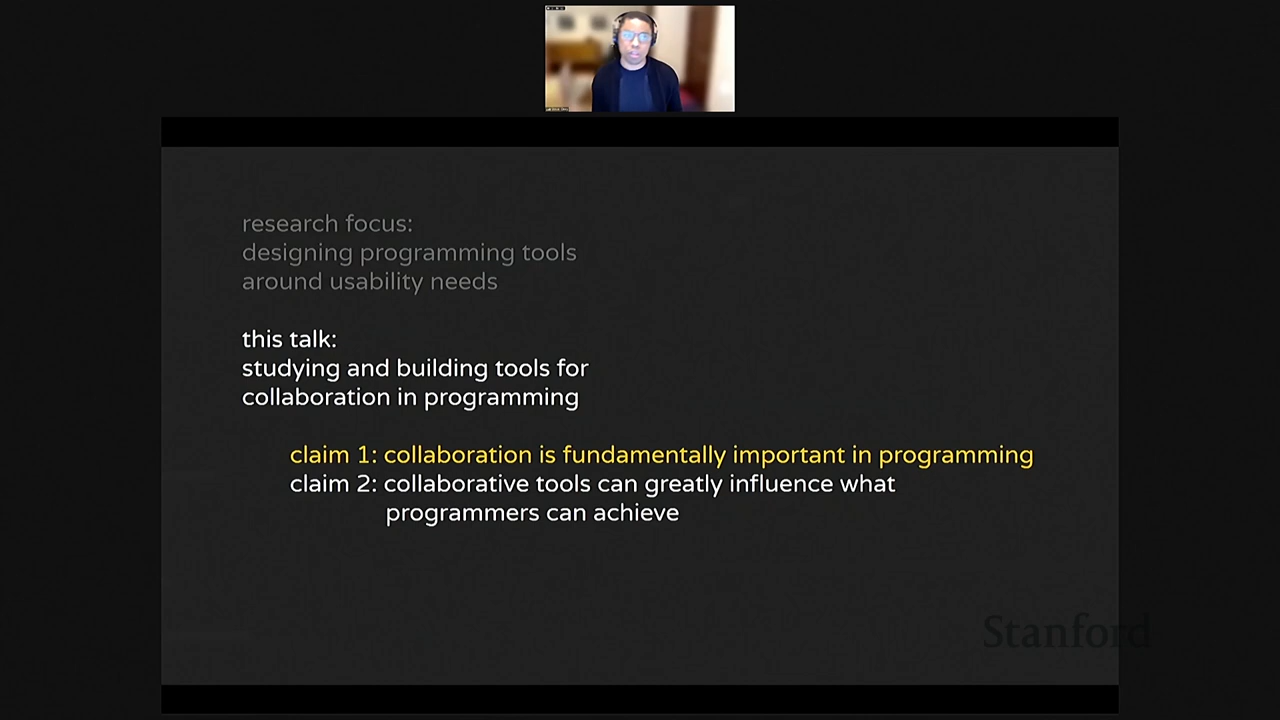 research focus:
designing programming tools
around usability needs
this talk:
studying and building tools for
collaboration in programming
claim 1: collaboration is fundamentally important in programming
claim 2: collaborative tools can greatly influence what
programmers can achieve
Stanford